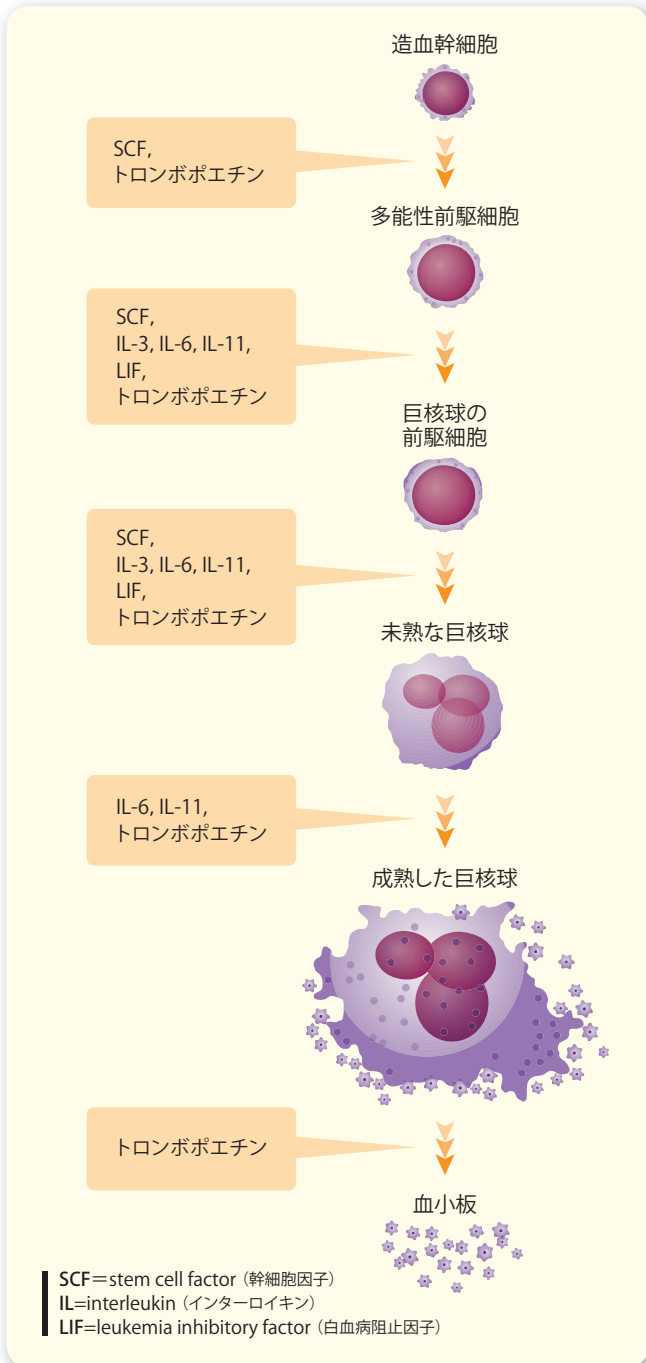 造血幹細胞
SCF,
トロンボポエチン
多能性前駆細胞
SCF,
IL-3, IL-6, IL-11,
LIF,
トロンボポエチン
巨核球の
前駆細胞
SCF,
IL-3, IL-6, IL-11,
LIF,
トロンボポエチン
未熟な巨核球
IL-6, IL-11,
トロンボポエチン
成熟した巨核球
トロンボポエチン
血小板
SCF=stem cell factor（幹細胞因子）
IL=interleukin（インターロイキン）
LIF=leukemia inhibitory factor（白血病阻止因子）